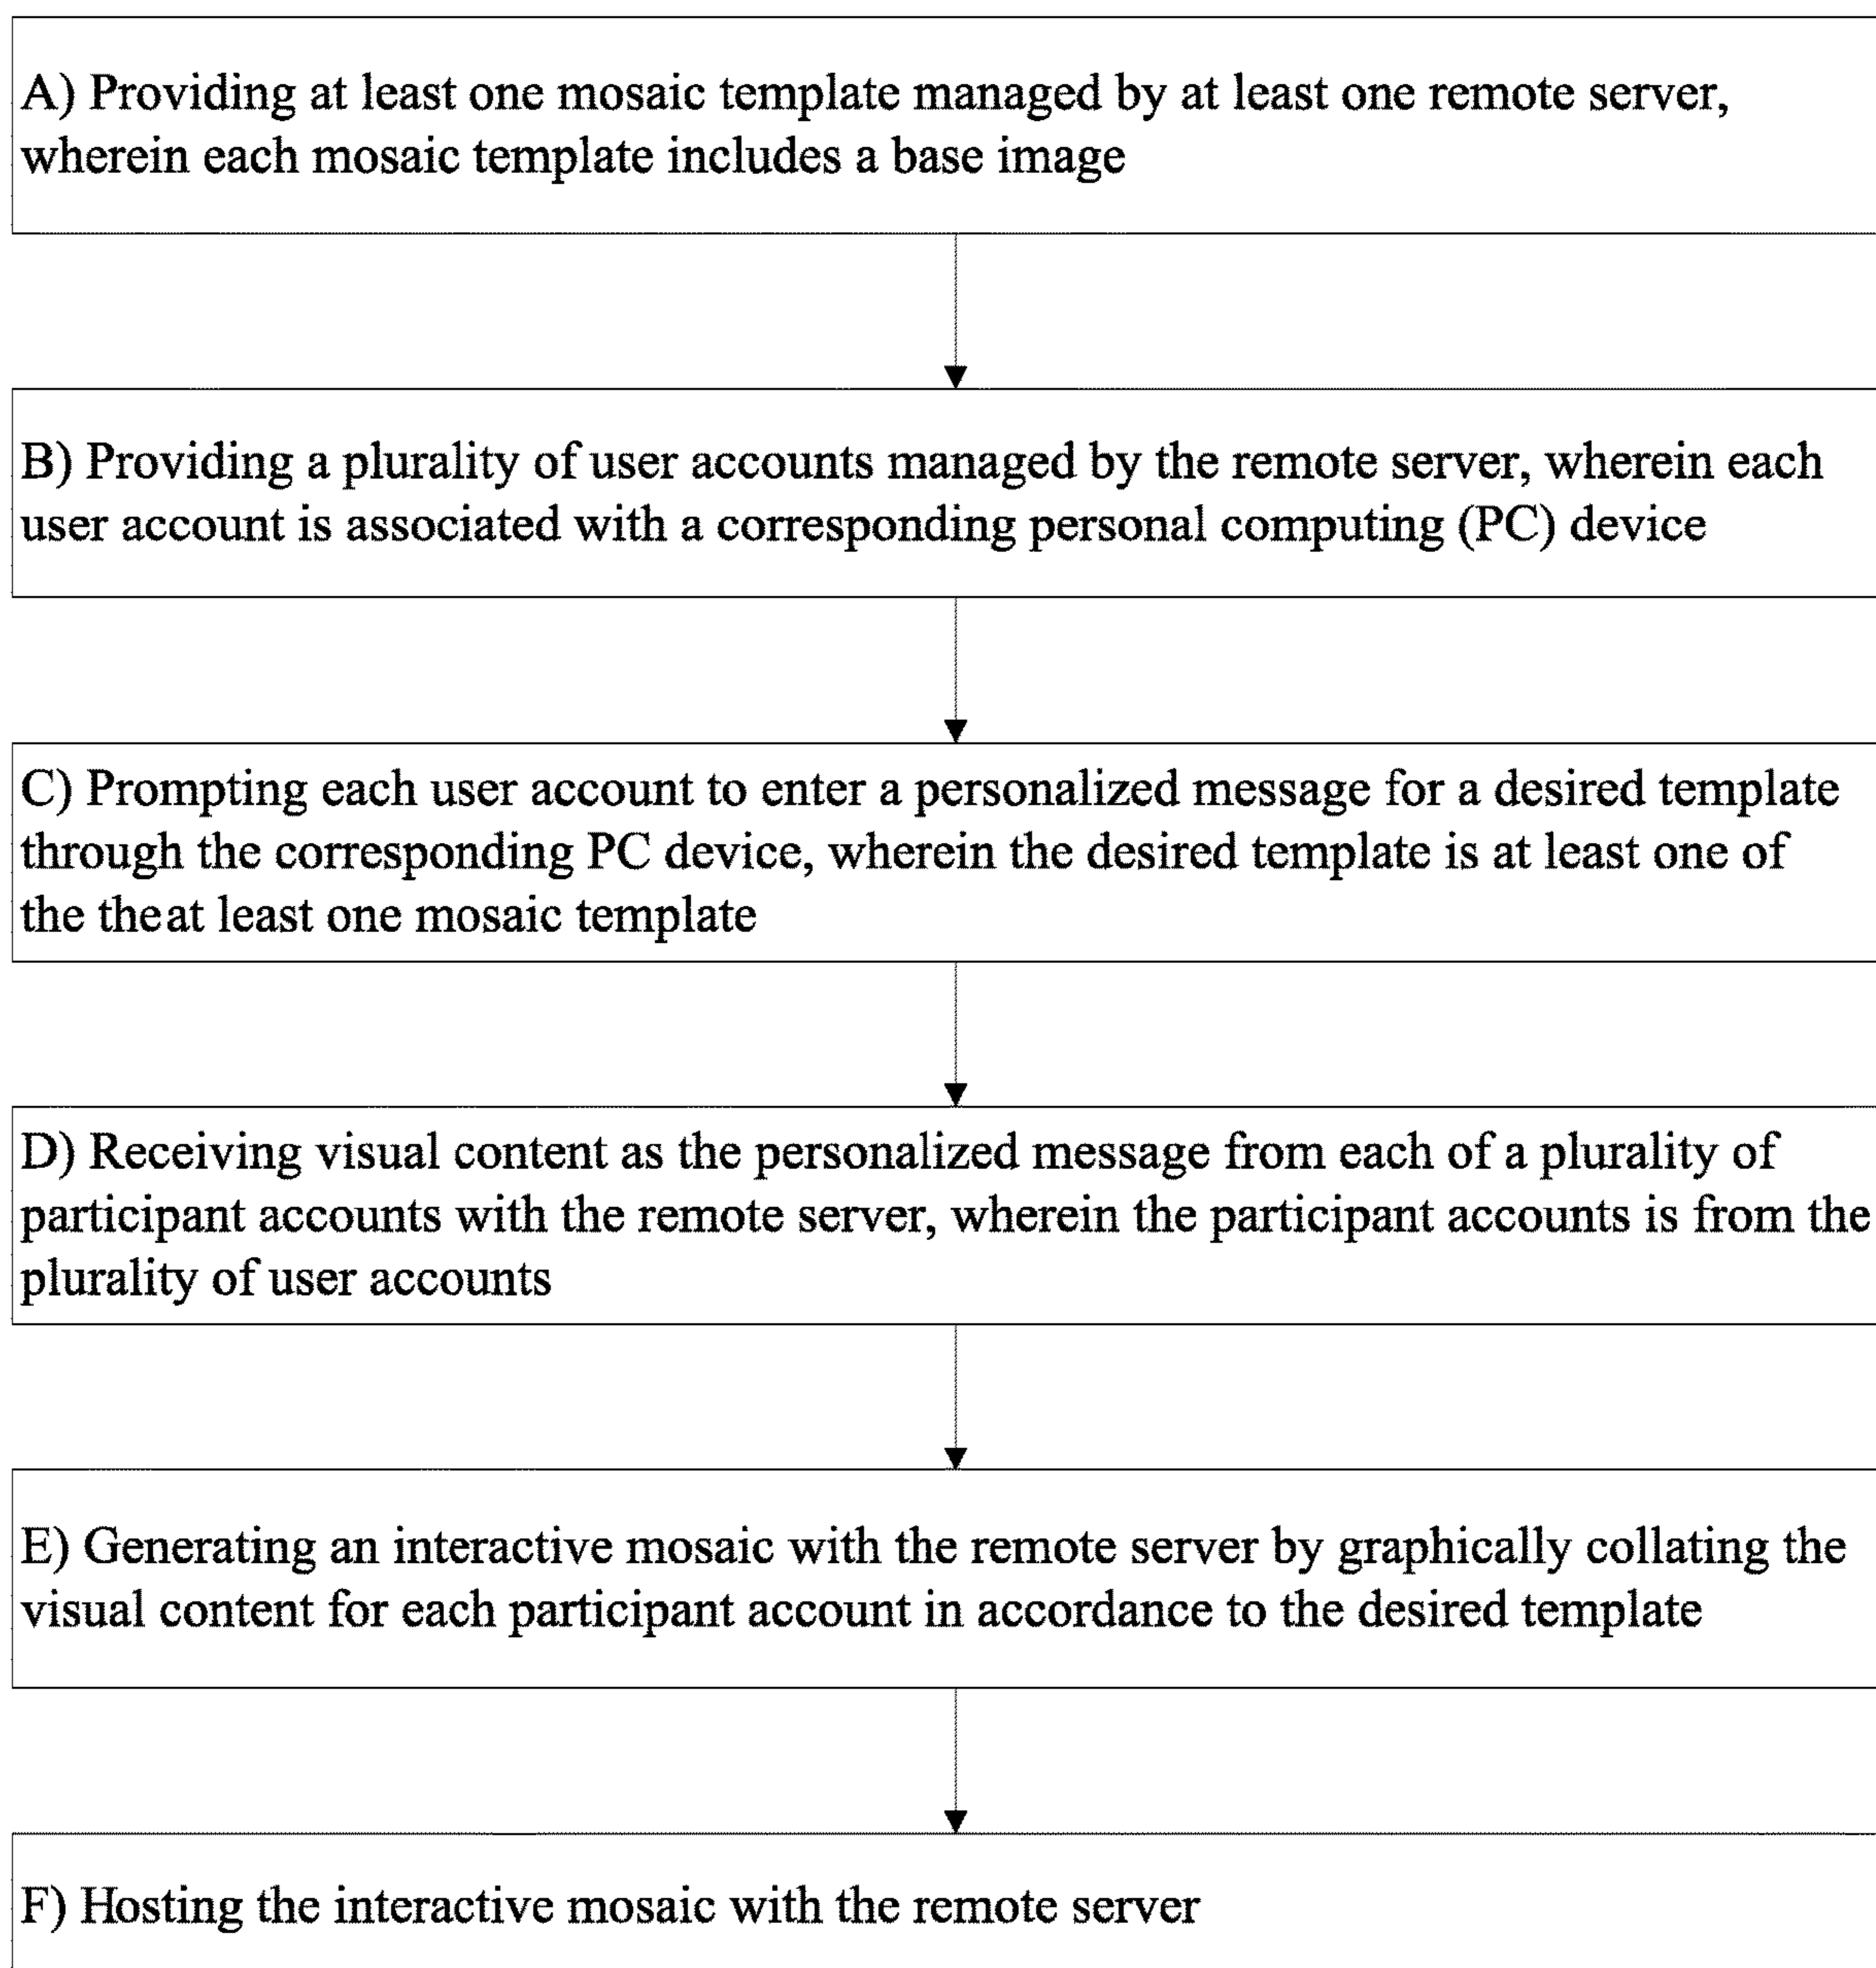 A) Providing at least one mosaic template managed by at least one remote server,
wherein each mosaic template includes a base image
B) Providing a plurality of user accounts managed by the remote server, wherein each
user account is associated with a corresponding personal computing (PC) device
C) Prompting each user account to enter a personalized message for a desired template
through the corresponding PC device, wherein the desired template is at least one of
the theat least one mosaic template
D) Receiving visual content as the personalized message from each of a plurality of
participant accounts with the remote server, wherein the participant accounts is from the
plurality of user accounts
E) Generating an interactive mosaic with the remote server by graphically collating the
visual content for each participant account in accordance to the desired template
F) Hosting the interactive mosaic with the remote server